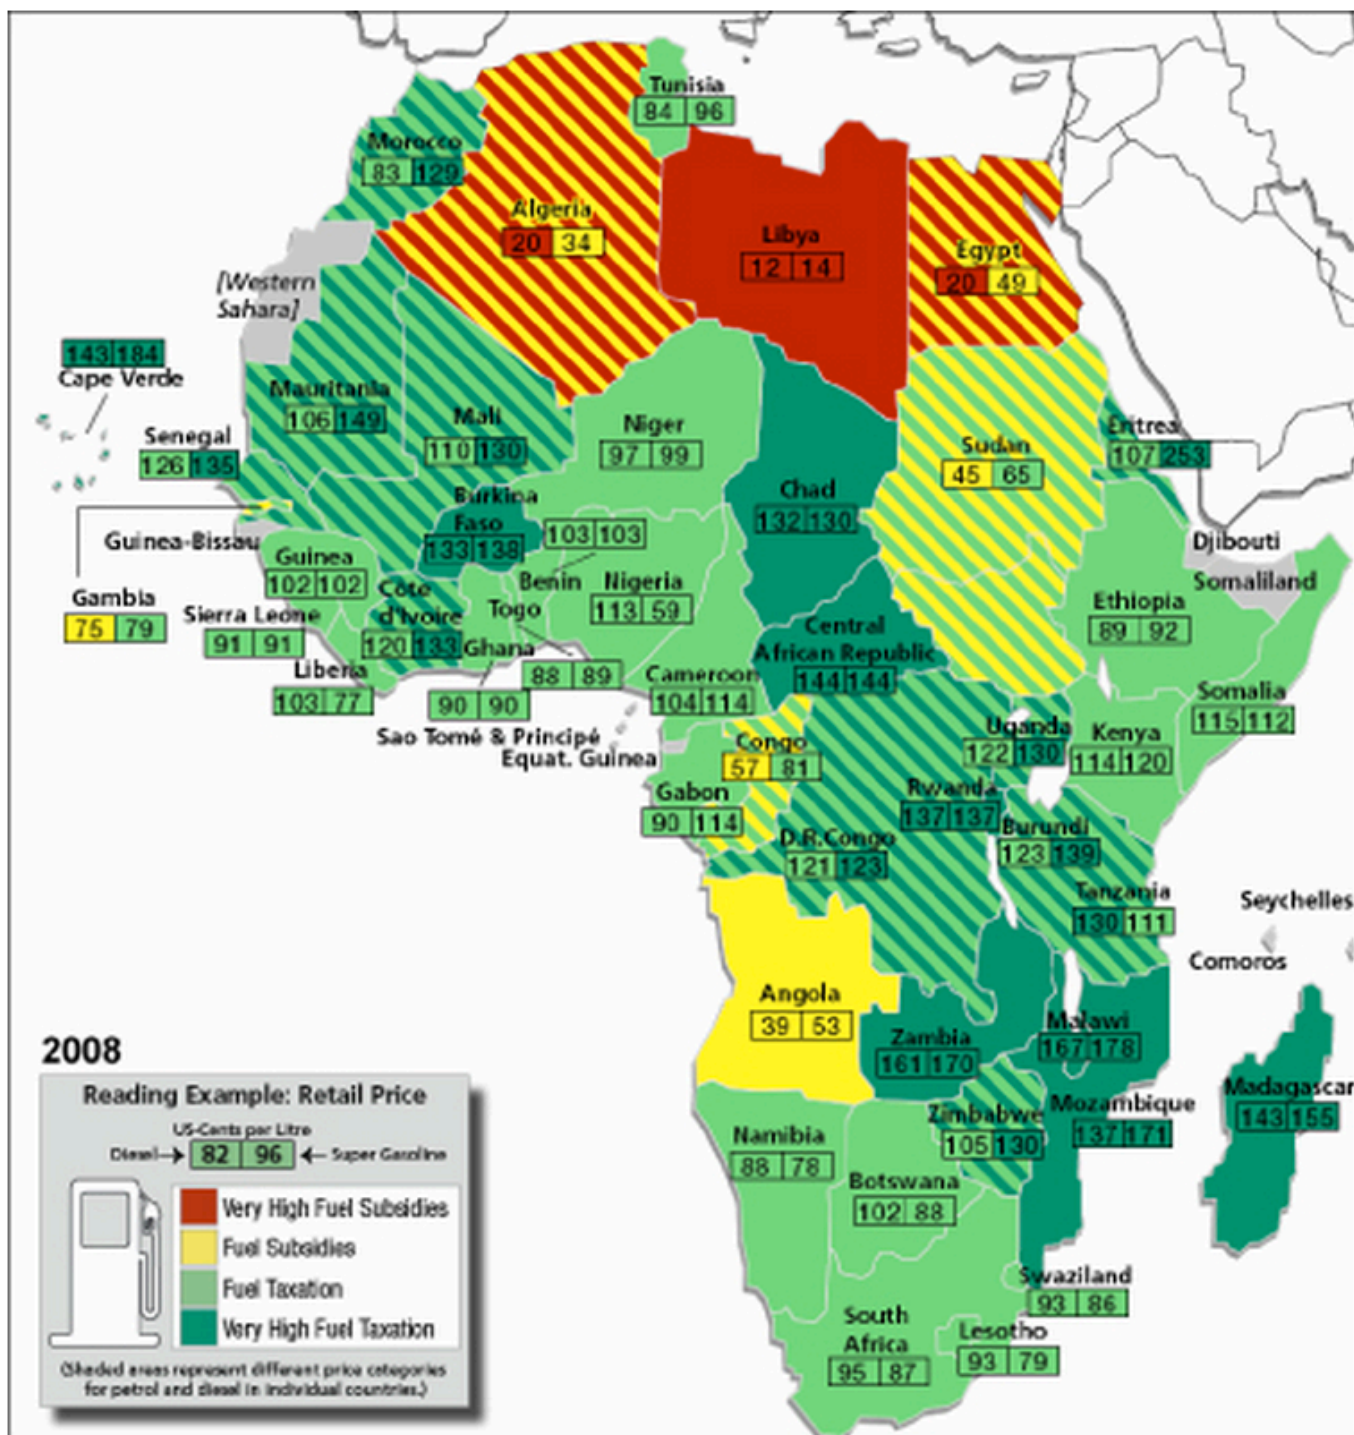 Tunisia
84 96
Morocco
83 129
Algeria
20 34
Libya
12 14
Egypt
20 49
[Western
Sahara]
143 184
Cape Verde
Mauritania
106 149
Mali
110 130
Niger
97 99
Senegal
126 135
Chad
132 130
Sudan
45 65
Eritrea
107 253
Burkina
Faso
133 138
103 103
Benin
Guinea-Bissau
Guinea
102 102
Djibouti
Somaliland
Gambia
75 79
Sierra Leone
91 91
Côte
d'Ivoire
120 133
Togo
88 89
Nigeria
113 59
Ethiopia
89 92
Ghana
90 90
Liberia
103 77
Central
African Republic
144 144
Cameroon
104 114
Somalia
115 112
Sao Tomé & Principé
Equat. Guinea
Congo
57 81
Uganda
122 130
Kenya
114 120
Gabon
90 114
Rwanda
137 137
D.R.Congo
121 123
Burundi
123 139
Tanzania
130 111
Seychelles
Comoros
Angola
39 53
Zambia
161 170
Malawi
167 178
Madagascar
143 155
Zimbabwe
105 130
Mozambique
137 171
Namibia
88 78
Botswana
102 88
Swaziland
93 86
South
Africa
95 87
Lesotho
93 79
2008
Reading Example: Retail Price
US-Cents per Litre
Diesel 82 96 Super Gasoline
Very High Fuel Subsidies
Fuel Subsidies
Fuel Taxation
Very High Fuel Taxation
(Shaded areas represent different price categories
for petrol and diesel in individual countries.)